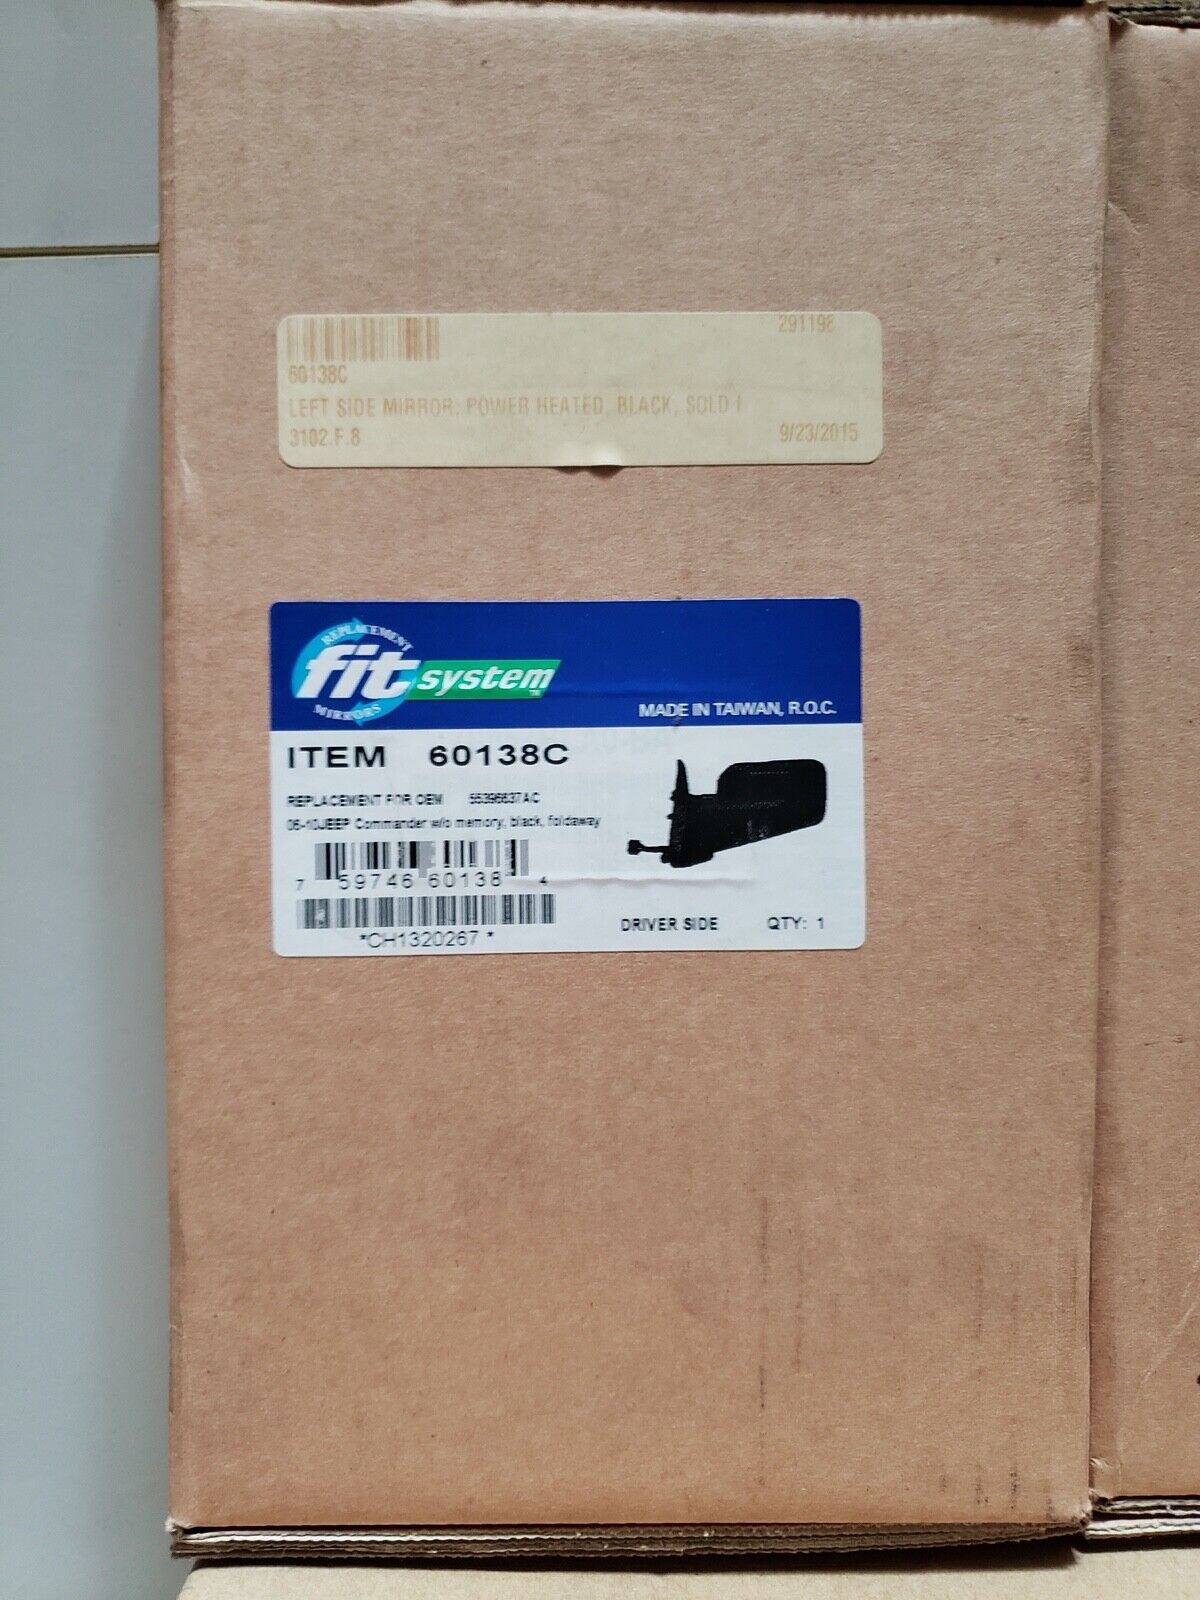 291198
60138C
LEFT SIDE MIRROR, POWER HEATED, BLACK, SOLD I
3102.F.8 9/23/2015
REPLACEMENT
fit system TM
MIRRORS
MADE IN TAIWAN, R.O.C.
ITEM 60138C
REPLACEMENT FOR OEM 55396637AC
06-10JEEP Commander w/o memory, black, foldaway
7 59746 60138 4
*CH1320267 *
DRIVER SIDE QTY: 1